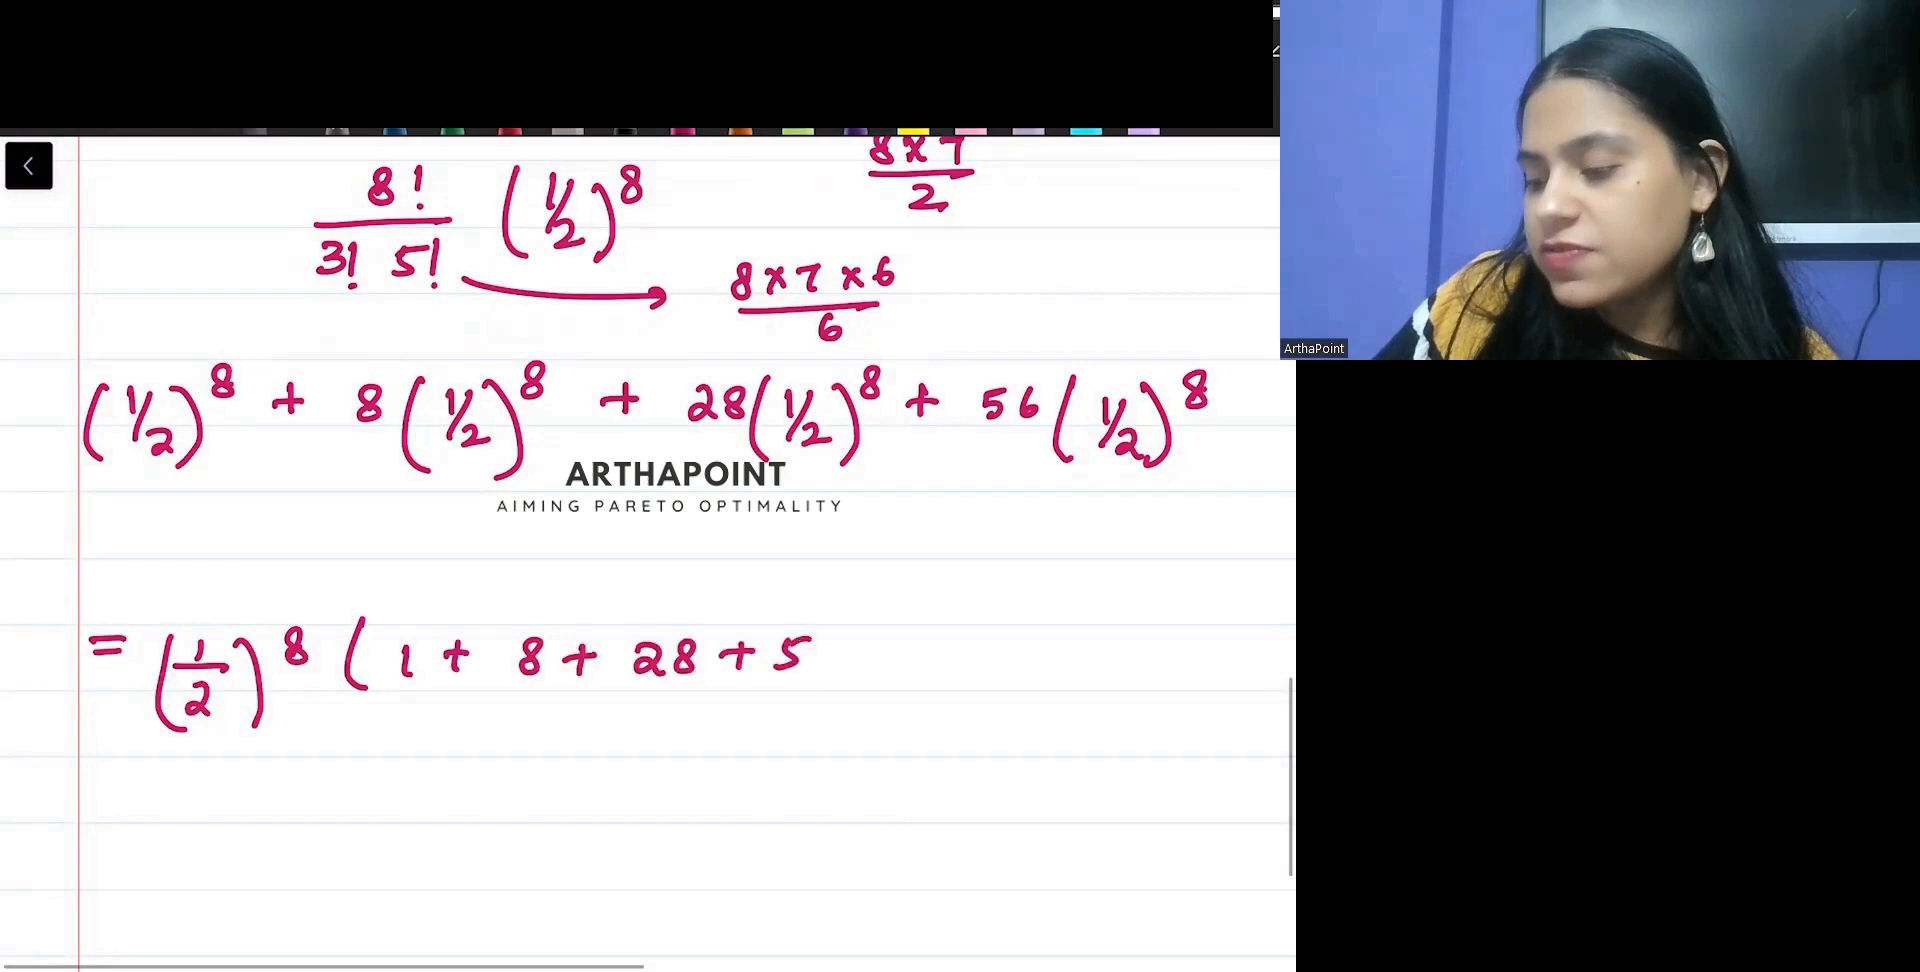 8 × 7
2
8! (1/2)^8
3! 5!
8 × 7 × 6
6
(1/2)^8 + 8 (1/2)^8 + 28 (1/2)^8 + 56 (1/2)^8
ARTHAPOINT
AIMING PARETO OPTIMALITY
= (1/2)^8 ( 1 + 8 + 28 + 5
ArthaPoint